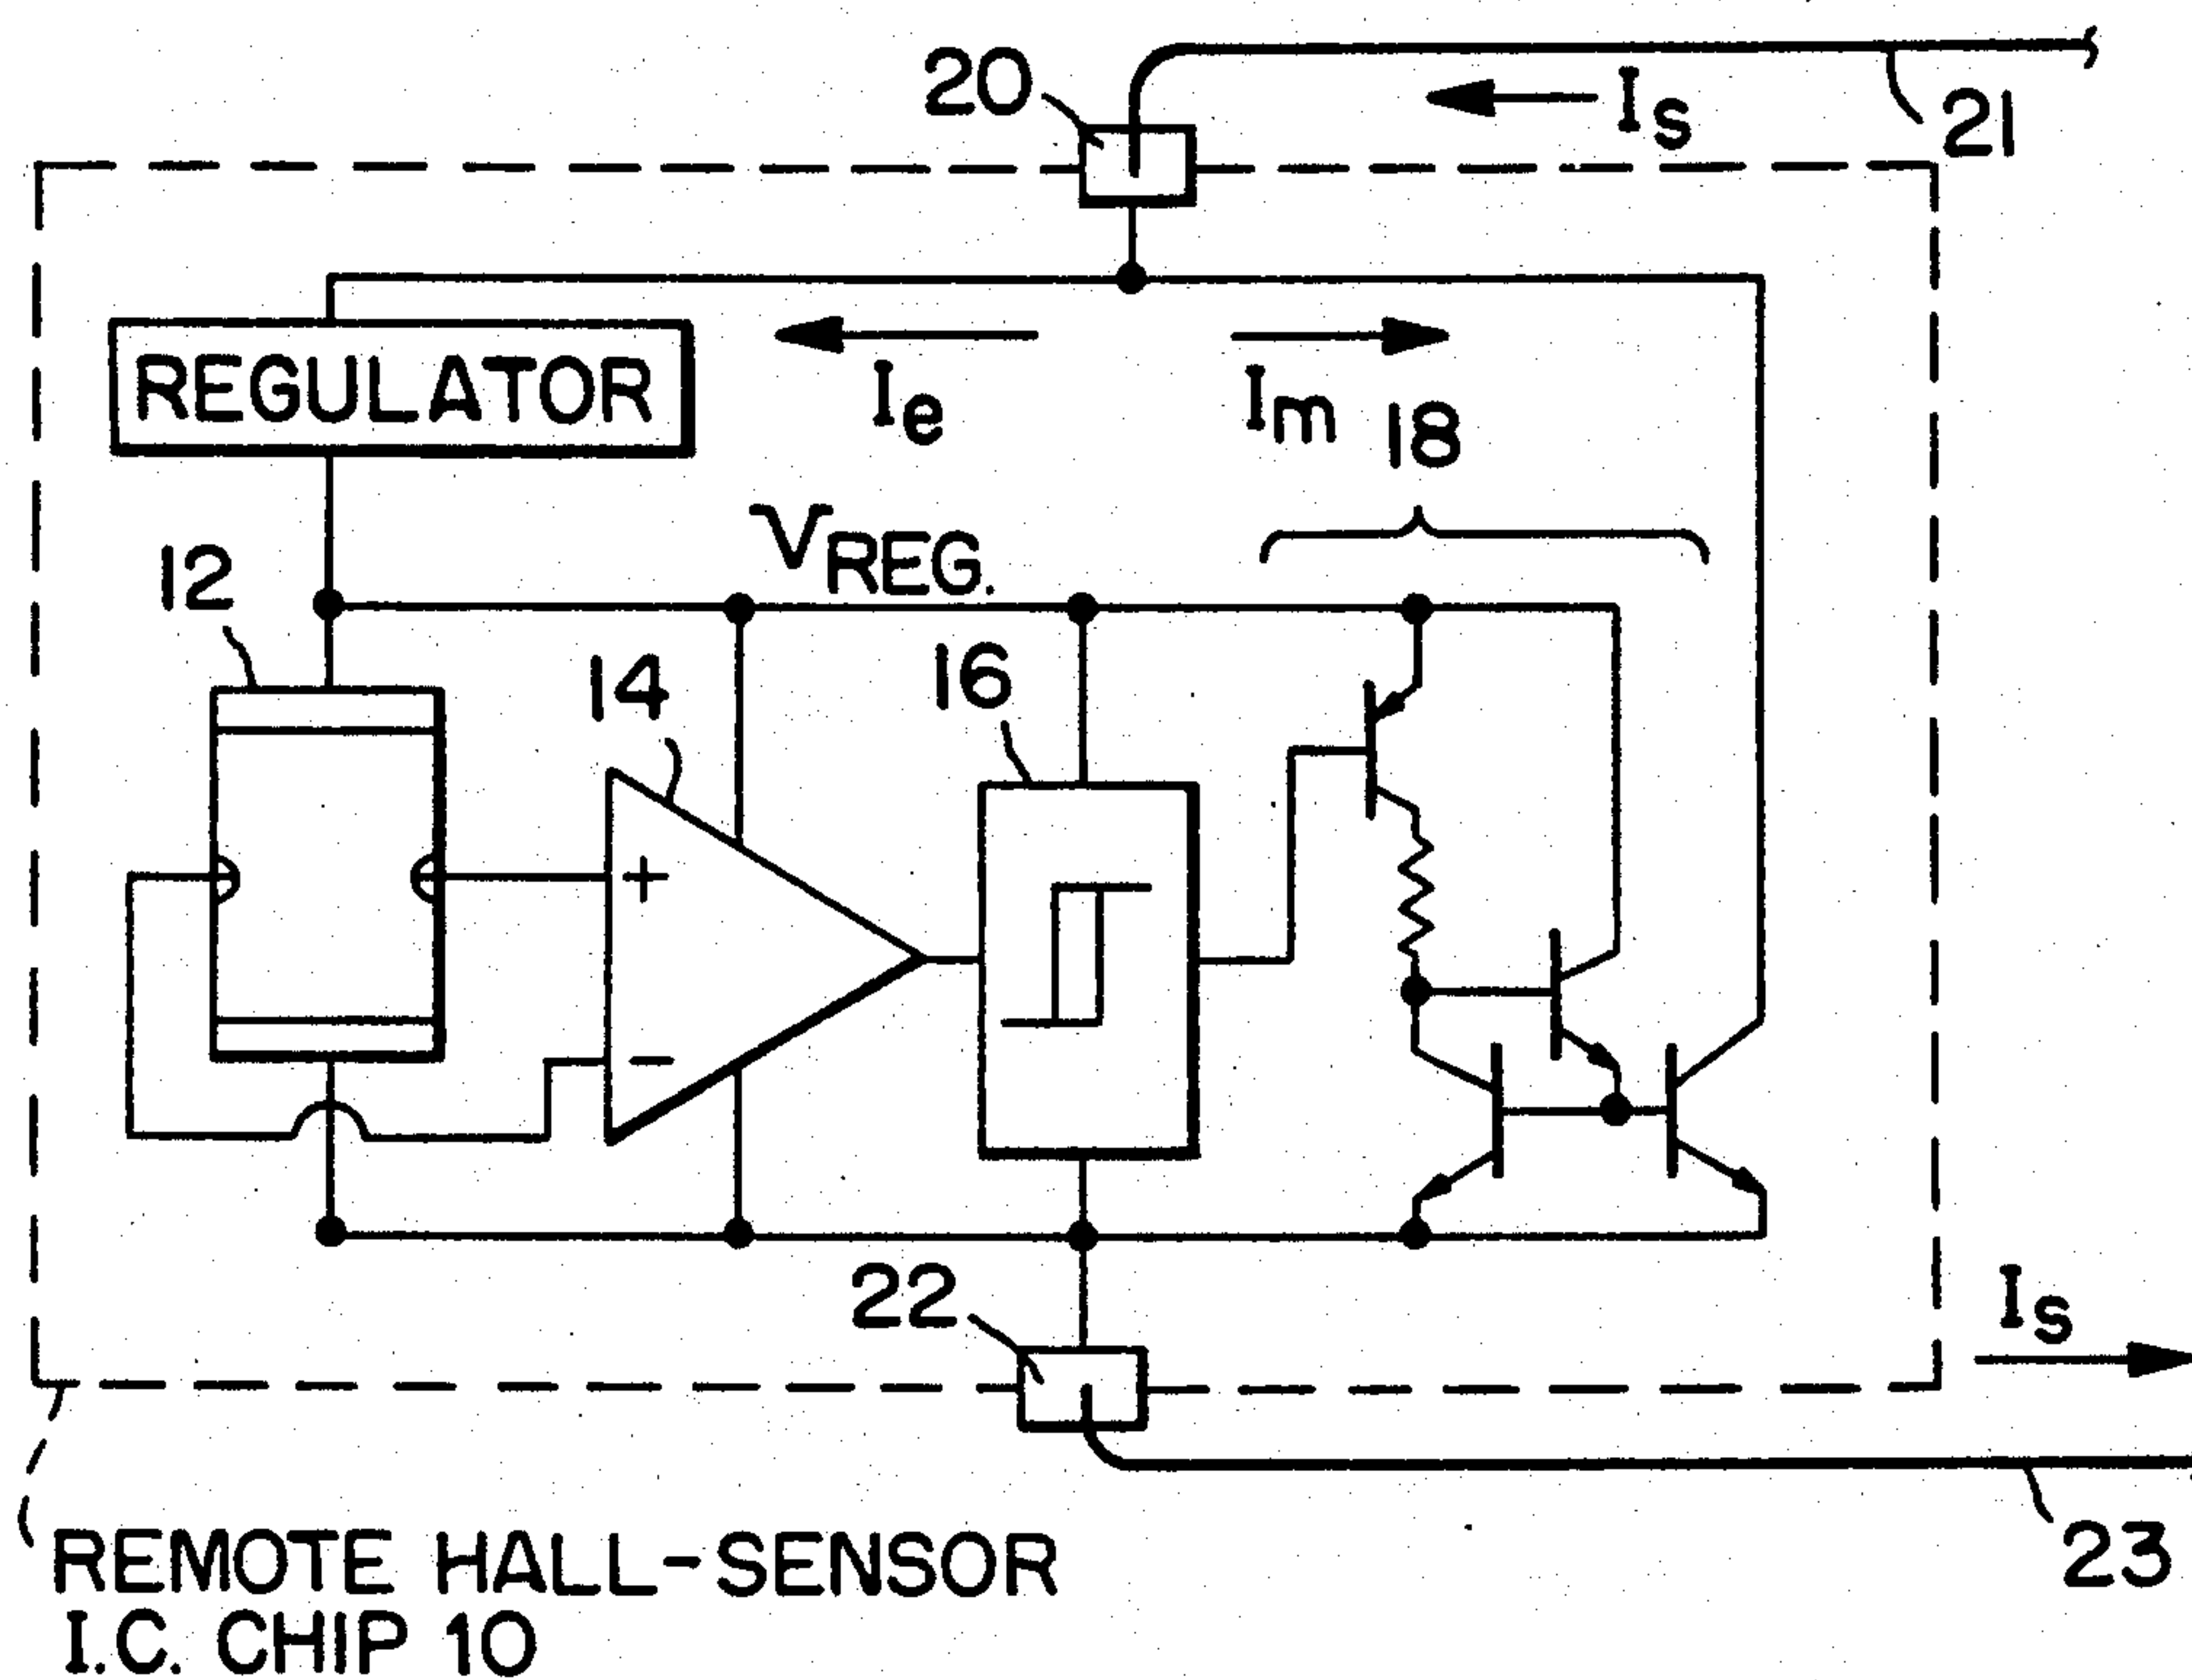 20
Is
21
REGULATOR
Ie
Im
18
VREG.
12
14
16
+
−
22
Is
23
REMOTE HALL-SENSOR
I.C. CHIP 10